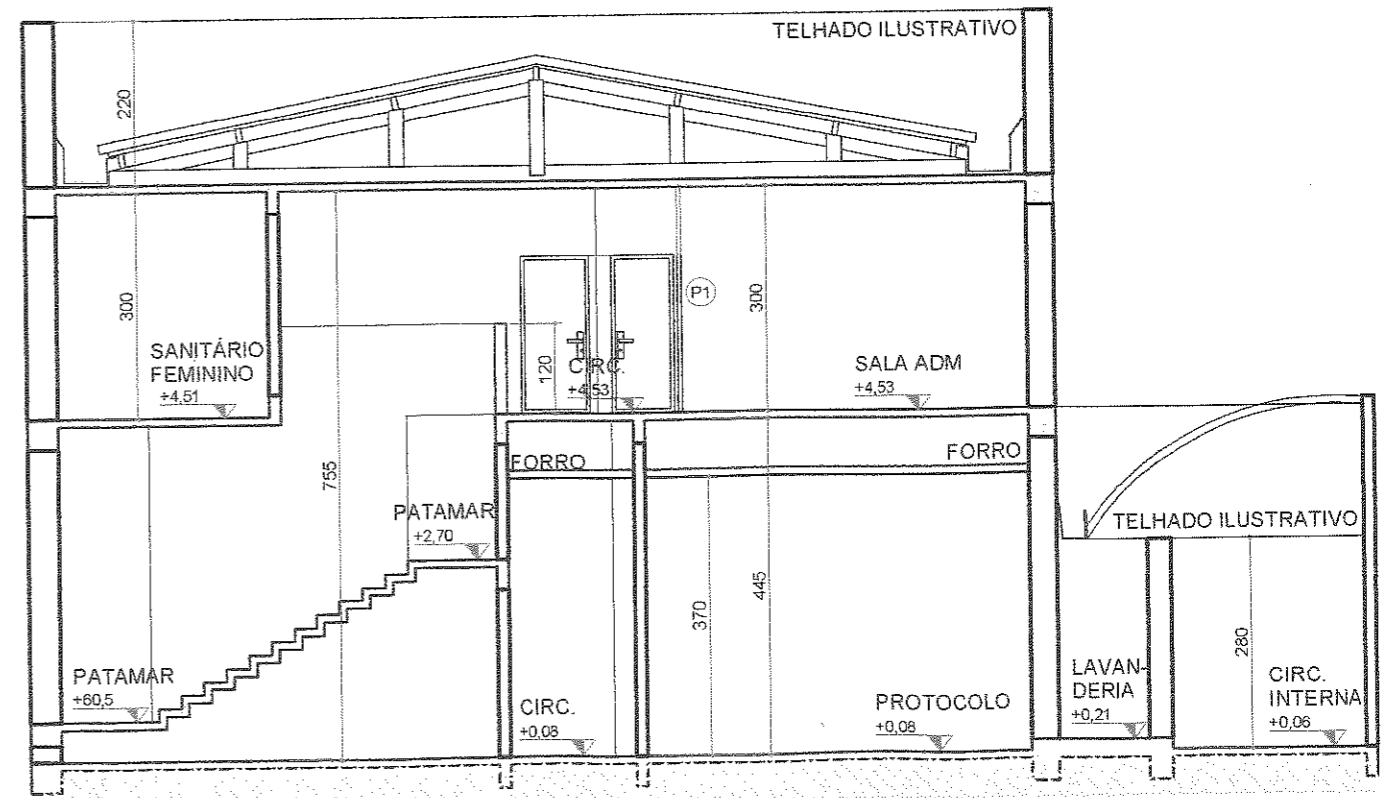 TELHADO ILUSTRATIVO
220
300
SANITÁRIO
FEMININO
+4,51
755
120
CIRC.
+4,53
P1
300
SALA ADM
+4,53
FORRO
FORRO
PATAMAR
+2,70
TELHADO ILUSTRATIVO
370
445
280
PATAMAR
+60,5
CIRC.
+0,08
PROTOCOLO
+0,08
LAVAN-
DERIA
+0,21
CIRC.
INTERNA
+0,06